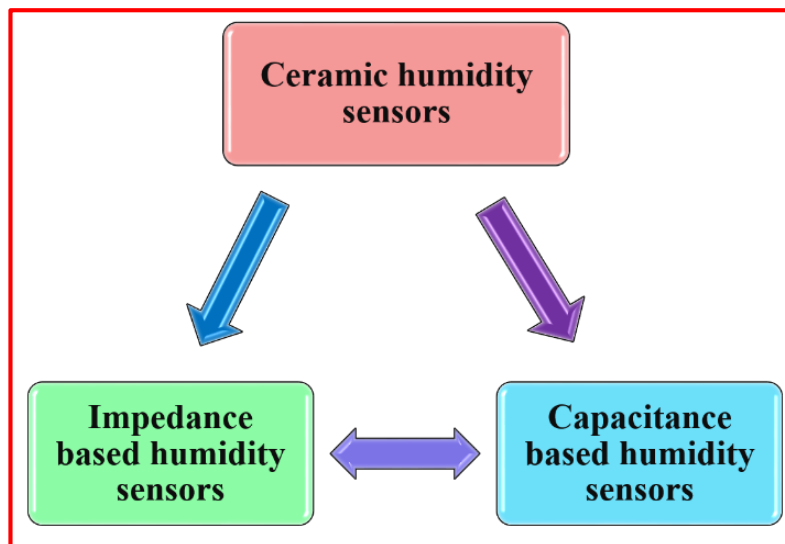 Ceramic humidity
sensors
Impedance
based humidity
sensors
Capacitance
based humidity
sensors